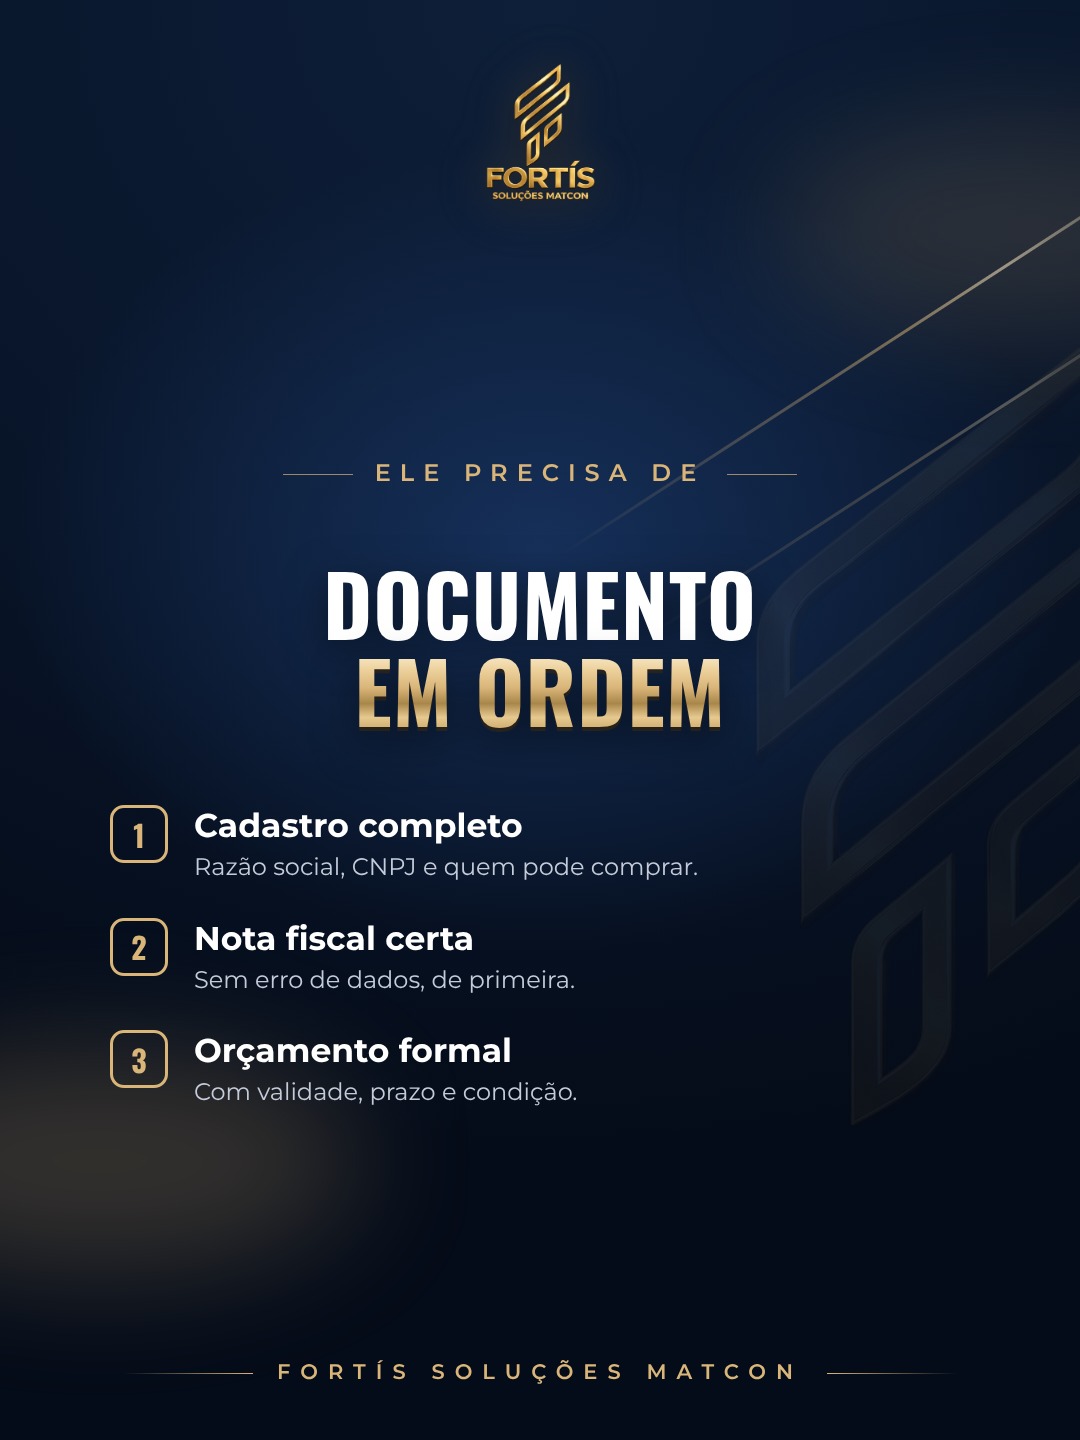 FORTÍS
SOLUÇÕES MATCON
ELE PRECISA DE
DOCUMENTO
EM ORDEM
1
Cadastro completo
Razão social, CNPJ e quem pode comprar.
2
Nota fiscal certa
Sem erro de dados, de primeira.
3
Orçamento formal
Com validade, prazo e condição.
FORTÍS SOLUÇÕES MATCON